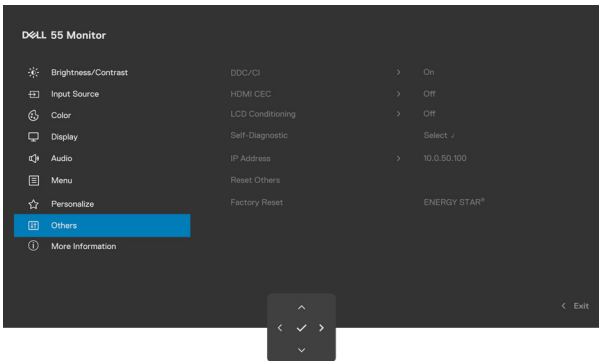 DELL 55 Monitor
Brightness/Contrast
Input Source
Color
Display
Audio
Menu
Personalize
Others
More Information
DDC/CI > On
HDMI CEC > Off
LCD Conditioning > Off
Self-Diagnostic Select ✓
IP Address > 10.0.50.100
Reset Others
Factory Reset ENERGY STAR®
< Exit